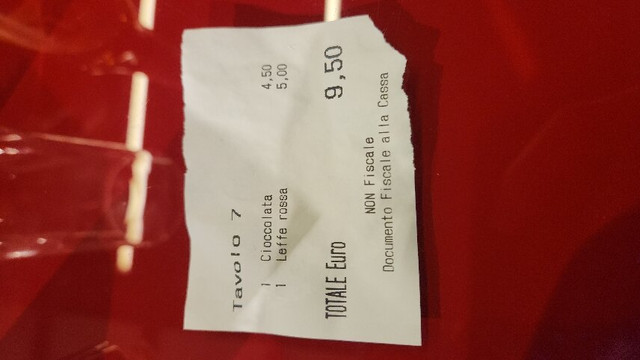 Tavolo 7
1 Cioccolata 4,50
1 Leffe rossa 5,00
TOTALE Euro 9,50
NON Fiscale
Documento Fiscale alla Cassa